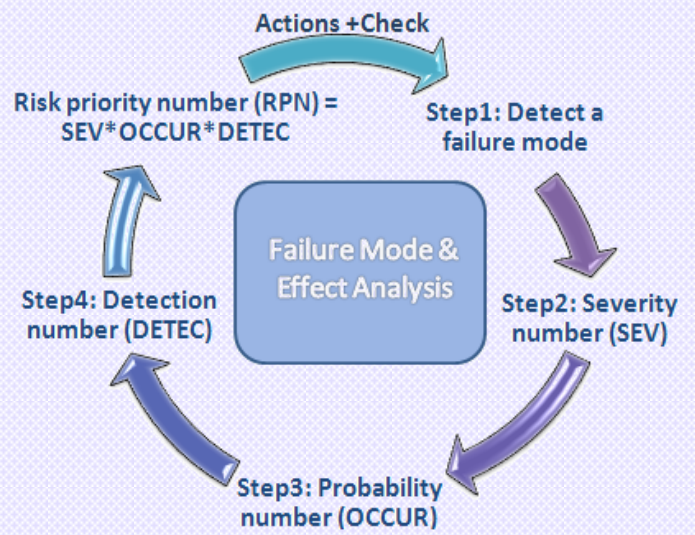 Actions +Check
Risk priority number (RPN) =
SEV*OCCUR*DETEC
Step1: Detect a
failure mode
Failure Mode &
Effect Analysis
Step2: Severity
number (SEV)
Step4: Detection
number (DETEC)
Step3: Probability
number (OCCUR)